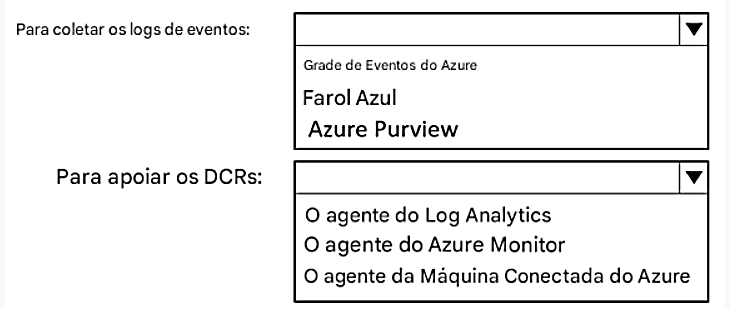 Para coletar os logs de eventos:
Grade de Eventos do Azure
Farol Azul
Azure Purview
Para apoiar os DCRs:
O agente do Log Analytics
O agente do Azure Monitor
O agente da Máquina Conectada do Azure